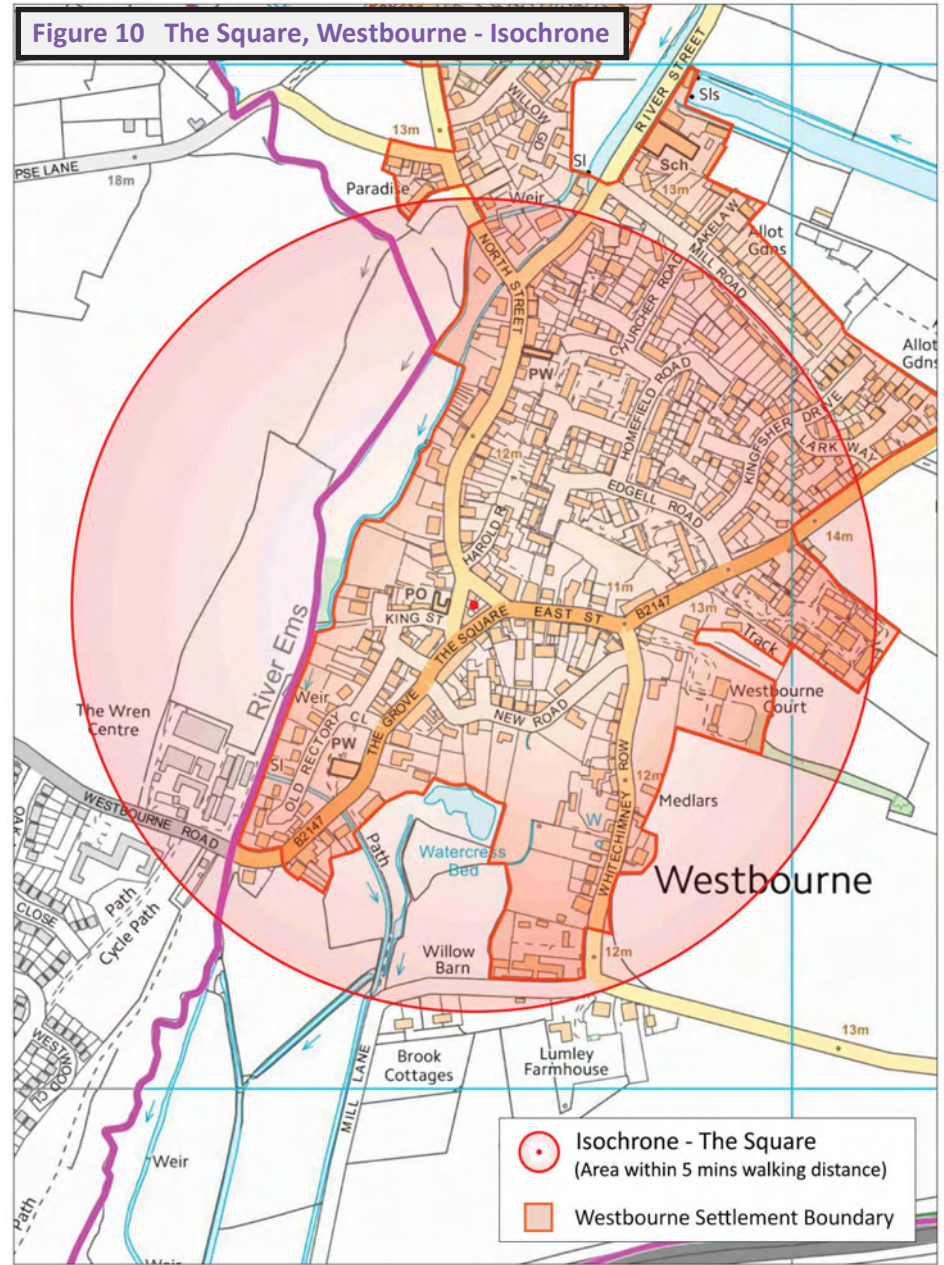 Figure 10 The Square, Westbourne - Isochrone
RIVER STREET
Sls
WILLOW GD
13m
Sl
Sch
13m
PSE LANE
18m
Paradise
Weir
MILL ROAD
Allot
Gdns
NORTH STREET
CHURCHER ROAD
Allot
Gdns
PW
HOMEFIELD ROAD
KINGFSHER DRIVE
LARK WAY
12m
EDGELL ROAD
HAROLD R
14m
11m
PO
KING ST
THE SQUARE
EAST ST
B2147
13m
Track
River Ems
Weir
Westbourne
Court
The Wren
Centre
NEW ROAD
THE GROVE
OLD RECTORY CL
PW
Sl
WHITECHIMNEY ROW
12m
Medlars
WESTBOURNE ROAD
B2147
W
OAK
Path
Watercress
Bed
Westbourne
Path
CLOSE
Cycle Path
Willow
Barn
12m
13m
WESTWOOD CL
Brook
Cottages
Lumley
Farmhouse
MILL LANE
Weir
Path
Weir
Isochrone - The Square
(Area within 5 mins walking distance)
Westbourne Settlement Boundary